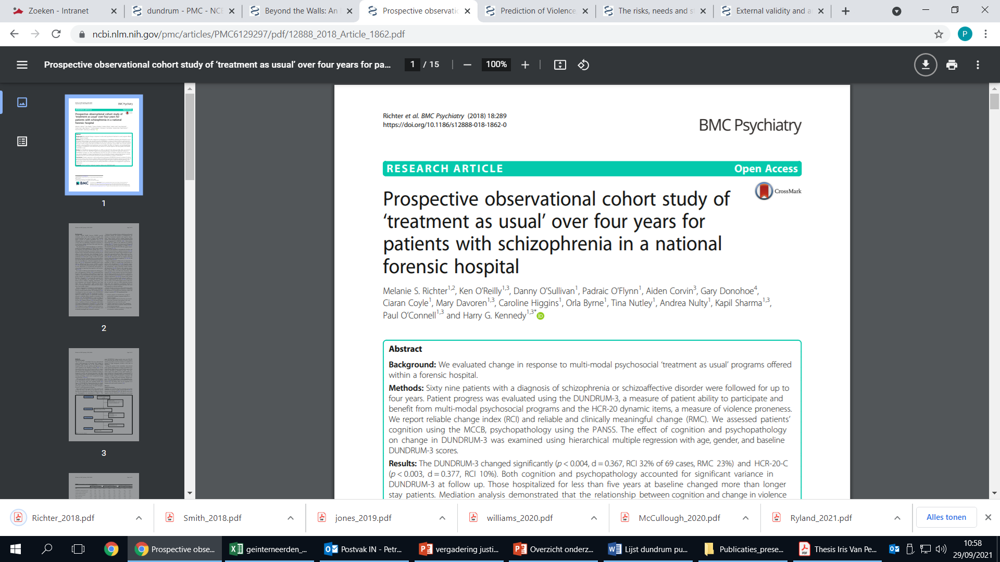 Zoeken - Intranet
dundrum - PMC - NCB
Beyond the Walls: An
Prospective observatio
Prediction of Violence
The risks, needs and s
External validity and a
ncbi.nlm.nih.gov/pmc/articles/PMC6129297/pdf/12888_2018_Article_1862.pdf
P
Prospective observational cohort study of ‘treatment as usual’ over four years for pa...
1 / 15
100%
1
2
3
Richter et al. BMC Psychiatry (2018) 18:289
https://doi.org/10.1186/s12888-018-1862-0
BMC Psychiatry
RESEARCH ARTICLE Open Access
CrossMark
Prospective observational cohort study of
‘treatment as usual’ over four years for
patients with schizophrenia in a national
forensic hospital
Melanie S. Richter1,2, Ken O’Reilly1,3, Danny O’Sullivan1, Padraic O’Flynn1, Aiden Corvin3, Gary Donohoe4,
Ciaran Coyle1, Mary Davoren1,3, Caroline Higgins1, Orla Byrne1, Tina Nutley1, Andrea Nulty1, Kapil Sharma1,3,
Paul O’Connell1,3 and Harry G. Kennedy1,3*
Abstract
Background: We evaluated change in response to multi-modal psychosocial ‘treatment as usual’ programs offered
within a forensic hospital.
Methods: Sixty nine patients with a diagnosis of schizophrenia or schizoaffective disorder were followed for up to
four years. Patient progress was evaluated using the DUNDRUM-3, a measure of patient ability to participate and
benefit from multi-modal psychosocial programs and the HCR-20 dynamic items, a measure of violence proneness.
We report reliable change index (RCI) and reliable and clinically meaningful change (RMC). We assessed patients’
cognition using the MCCB, psychopathology using the PANSS. The effect of cognition and psychopathology
on change in DUNDRUM-3 was examined using hierarchical multiple regression with age, gender, and baseline
DUNDRUM-3 scores.
Results: The DUNDRUM-3 changed significantly (p < 0.004, d = 0.367, RCI 32% of 69 cases, RMC 23%) and HCR-20-C
(p < 0.003, d = 0.377, RCI 10%). Both cognition and psychopathology accounted for significant variance in
DUNDRUM-3 at follow up. Those hospitalized for less than five years at baseline changed more than longer
stay patients. Mediation analysis demonstrated that the relationship between cognition and change in violence
Richter_2018.pdf
Smith_2018.pdf
jones_2019.pdf
williams_2020.pdf
McCullough_2020.pdf
Ryland_2021.pdf
Alles tonen
Prospective obse...
geinterneerden_...
Postvak IN - Petr...
vergadering justi...
Overzicht onderz...
Lijst dundrum pu...
Publicaties_prese...
Thesis Iris Van Pe...
10:58
29/09/2021